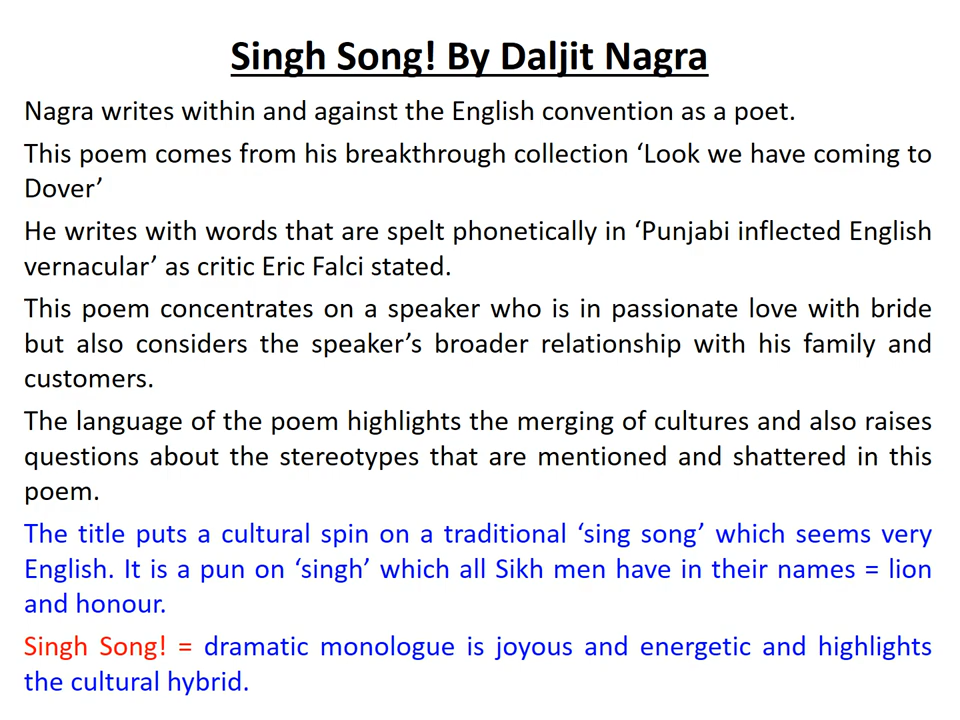 Singh Song! By Daljit Nagra
Nagra writes within and against the English convention as a poet.
This poem comes from his breakthrough collection ‘Look we have coming to
Dover’
He writes with words that are spelt phonetically in ‘Punjabi inflected English
vernacular’ as critic Eric Falci stated.
This poem concentrates on a speaker who is in passionate love with bride
but also considers the speaker’s broader relationship with his family and
customers.
The language of the poem highlights the merging of cultures and also raises
questions about the stereotypes that are mentioned and shattered in this
poem.
The title puts a cultural spin on a traditional ‘sing song’ which seems very
English. It is a pun on ‘singh’ which all Sikh men have in their names = lion
and honour.
Singh Song! = dramatic monologue is joyous and energetic and highlights
the cultural hybrid.